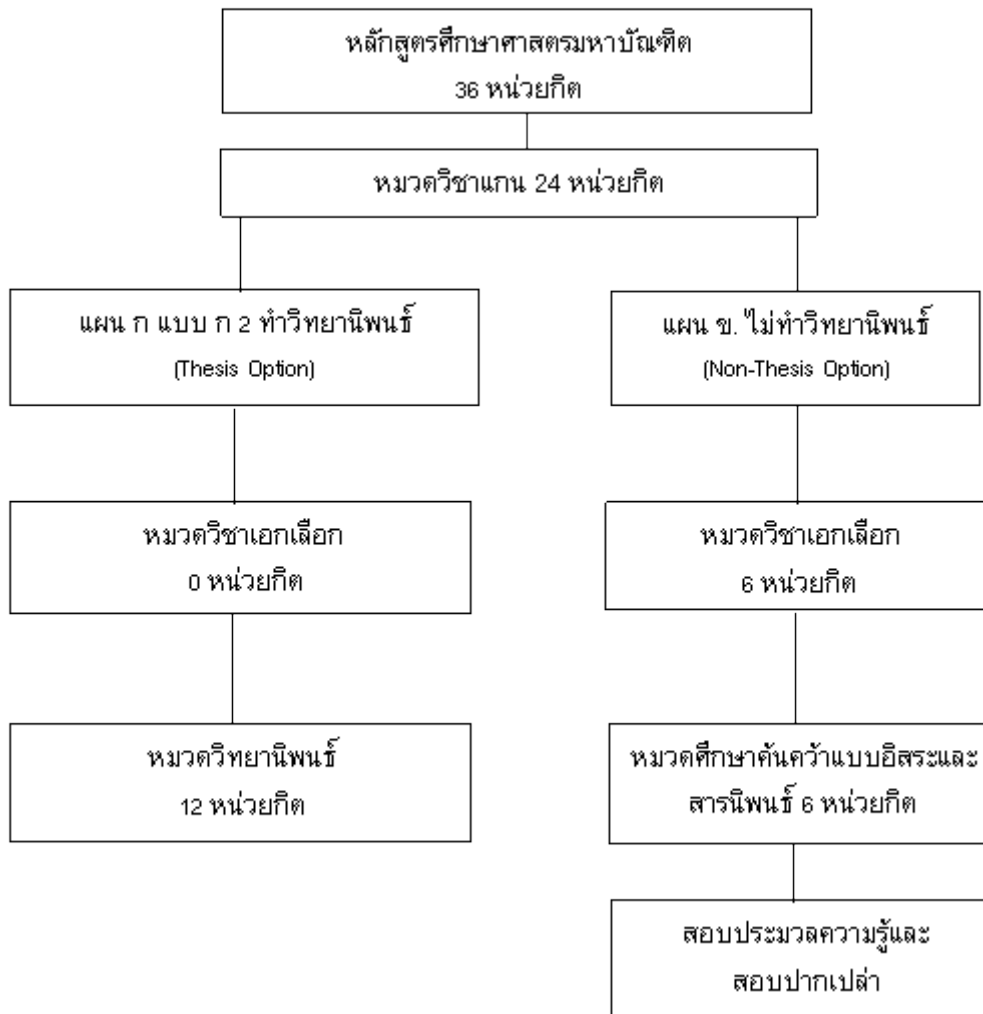 หลักสูตรศึกษาศาสตรมหาบัณฑิต
36 หน่วยกิต
หมวดวิชาแกน 24 หน่วยกิต
แผน ก แบบ ก 2 ทำวิทยานิพนธ์
(Thesis Option)
แผน ข. ไม่ทำวิทยานิพนธ์
(Non-Thesis Option)
หมวดวิชาเอกเลือก
0 หน่วยกิต
หมวดวิชาเอกเลือก
6 หน่วยกิต
หมวดวิทยานิพนธ์
12 หน่วยกิต
หมวดศึกษาค้นคว้าแบบอิสระและ
สารนิพนธ์ 6 หน่วยกิต
สอบประมวลความรู้และ
สอบปากเปล่า